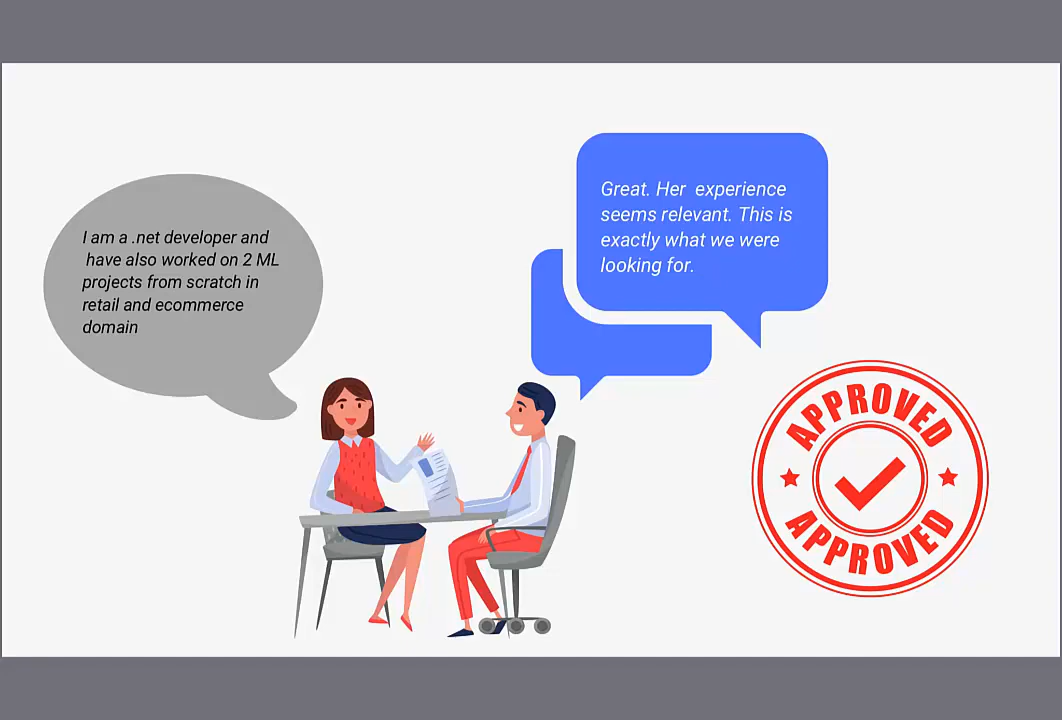 I am a .net developer and
have also worked on 2 ML
projects from scratch in
retail and ecommerce
domain
Great. Her experience
seems relevant. This is
exactly what we were
looking for.
APPROVED
APPROVED